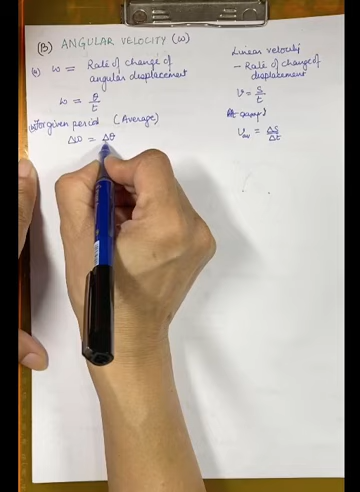 (B) ANGULAR VELOCITY (ω)
(a) ω = Rate of change of
angular displacement
ω = θ/t
(b) For given period (Average)
Δω = Δθ
Linear velocity
- Rate of change of
displacement
v = S/t
Vav = ΔS/Δt